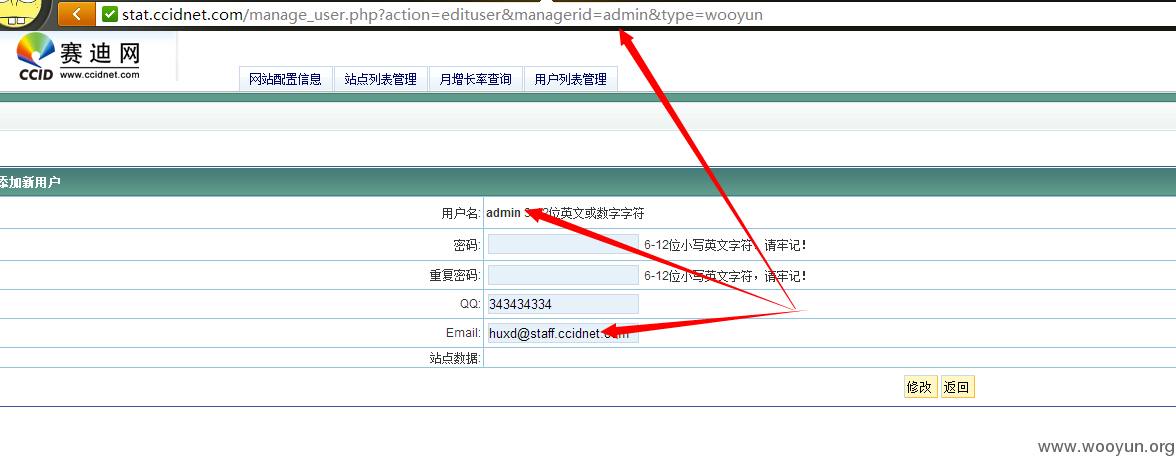 stat.ccidnet.com/manage_user.php?action=edituser&managerid=admin&type=wooyun
赛迪网
CCID www.ccidnet.com
网站配置信息 站点列表管理 月增长率查询 用户列表管理
添加新用户
用户名: admin 位英文或数字字符
密码: 6-12位小写英文字符，请牢记!
重复密码: 6-12位小写英文字符，请牢记!
QQ: 343434334
Email: huxd@staff.ccidnet.com
站点数据:
修改 返回
www.wooyun.org